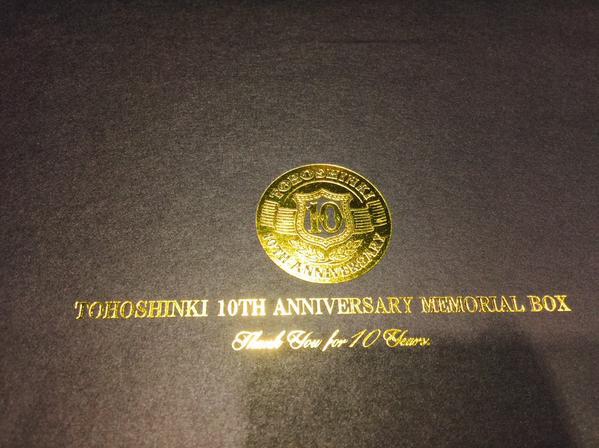 TOHOSHINKI
10
10TH ANNIVERSARY
TOHOSHINKI 10TH ANNIVERSARY MEMORIAL BOX
Thank You for 10 Years.